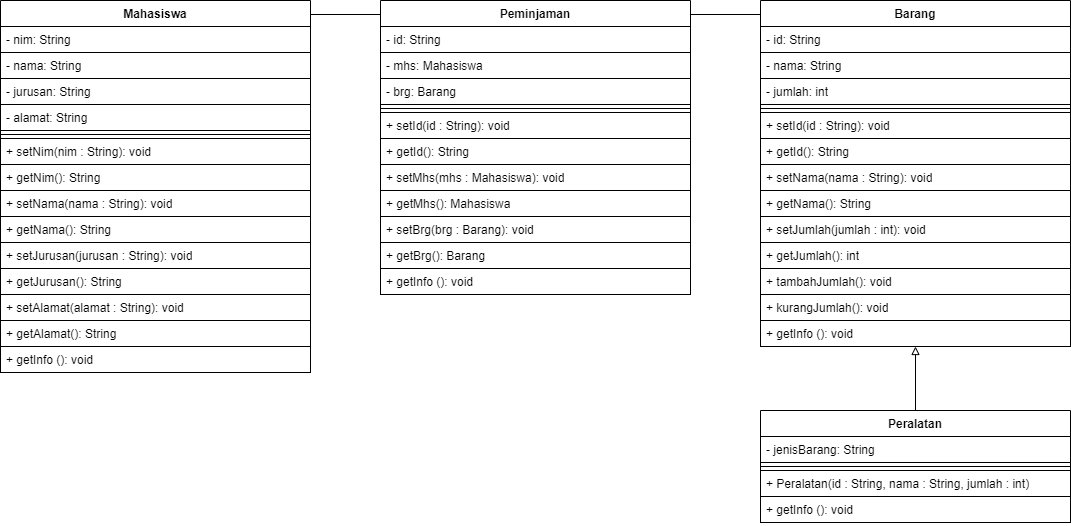 Mahasiswa
- nim: String
- nama: String
- jurusan: String
- alamat: String
+ setNim(nim : String): void
+ getNim(): String
+ setNama(nama : String): void
+ getNama(): String
+ setJurusan(jurusan : String): void
+ getJurusan(): String
+ setAlamat(alamat : String): void
+ getAlamat(): String
+ getInfo (): void
Peminjaman
- id: String
- mhs: Mahasiswa
- brg: Barang
+ setId(id : String): void
+ getId(): String
+ setMhs(mhs : Mahasiswa): void
+ getMhs(): Mahasiswa
+ setBrg(brg : Barang): void
+ getBrg(): Barang
+ getInfo (): void
Barang
- id: String
- nama: String
- jumlah: int
+ setId(id : String): void
+ getId(): String
+ setNama(nama : String): void
+ getNama(): String
+ setJumlah(jumlah : int): void
+ getJumlah(): int
+ tambahJumlah(): void
+ kurangJumlah(): void
+ getInfo (): void
Peralatan
- jenisBarang: String
+ Peralatan(id : String, nama : String, jumlah : int)
+ getInfo (): void